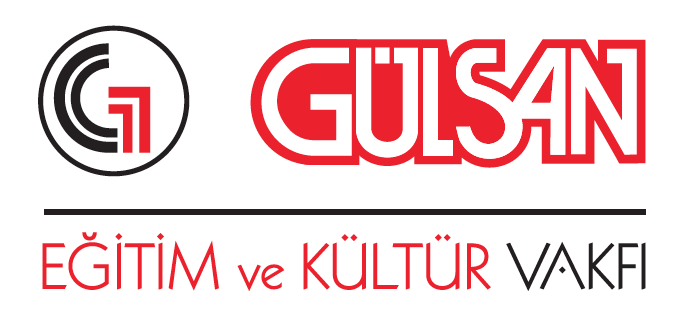 GÜLSAN
EĞİTİM ve KÜLTÜR VAKFI